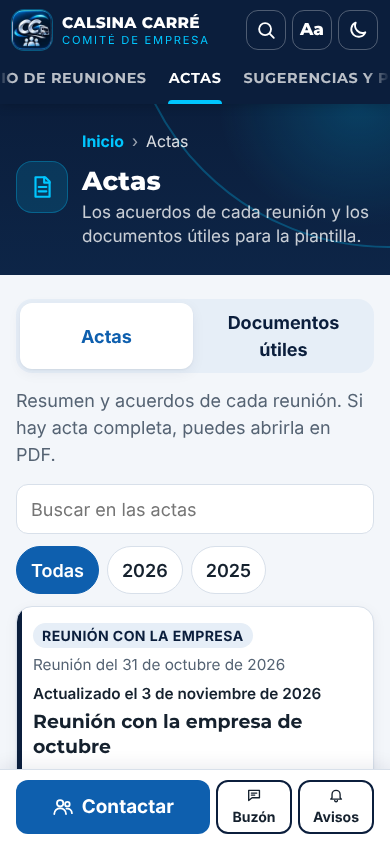 CALSINA CARRÉ
COMITÉ DE EMPRESA
Aa
IO DE REUNIONES
ACTAS
SUGERENCIAS Y P
Inicio › Actas
Actas
Los acuerdos de cada reunión y los
documentos útiles para la plantilla.
Actas
Documentos
útiles
Resumen y acuerdos de cada reunión. Si
hay acta completa, puedes abrirla en
PDF.
Buscar en las actas
Todas
2026
2025
REUNIÓN CON LA EMPRESA
Reunión del 31 de octubre de 2026
Actualizado el 3 de noviembre de 2026
Reunión con la empresa de
octubre
Contactar
Buzón
Avisos